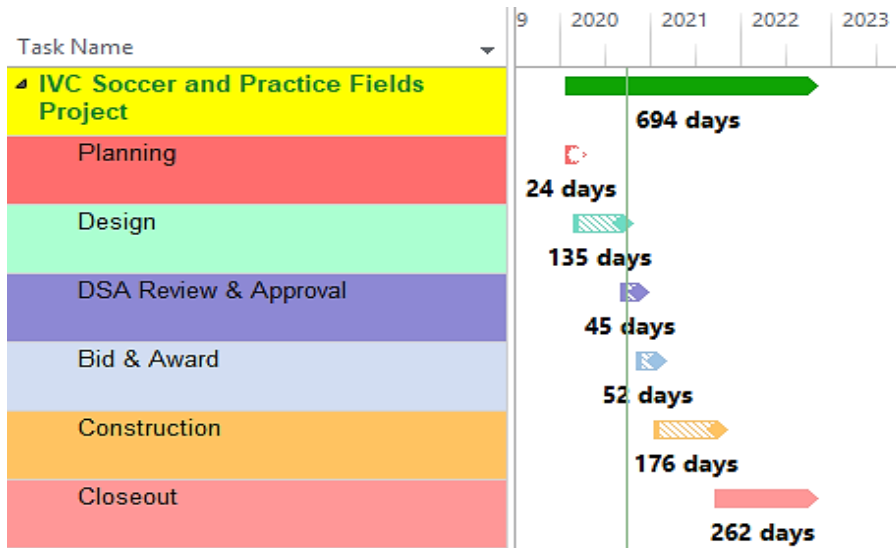 9 2020 2021 2022 2023
Task Name
IVC Soccer and Practice Fields
Project
694 days
Planning
24 days
Design
135 days
DSA Review & Approval
45 days
Bid & Award
52 days
Construction
176 days
Closeout
262 days